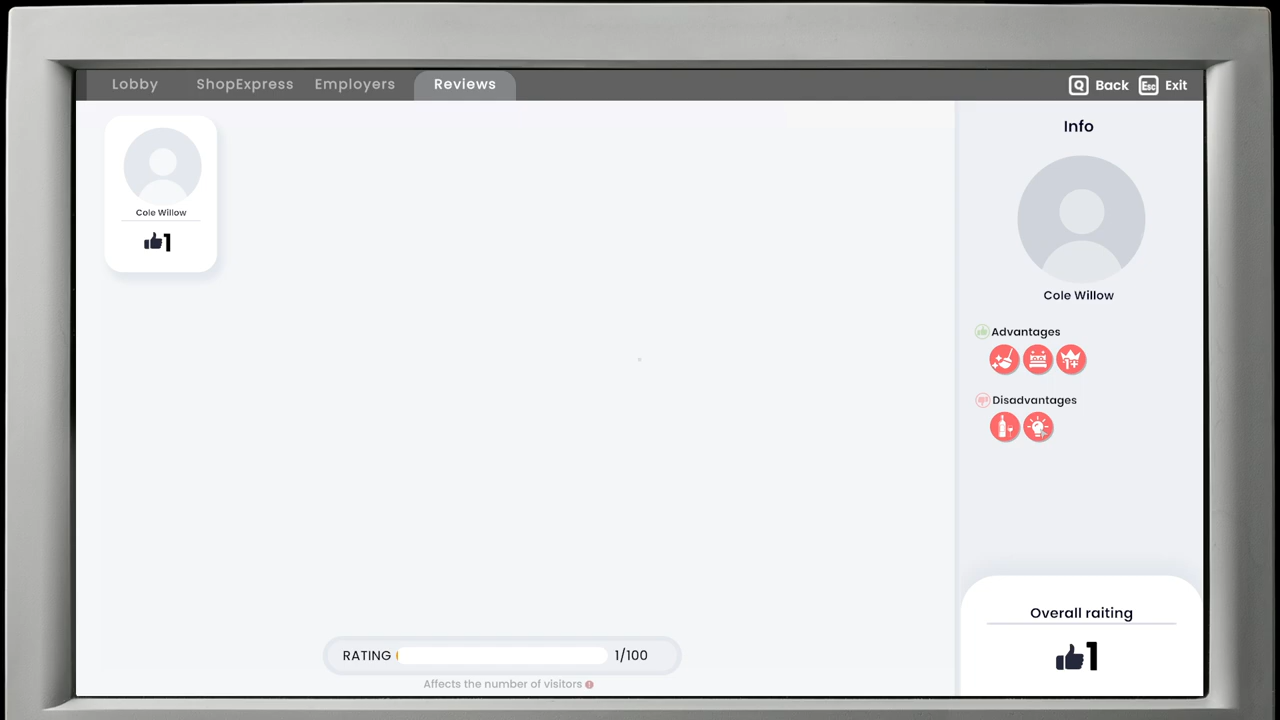 Lobby
ShopExpress
Employers
Reviews
Q Back
Esc Exit
Cole Willow
1
Info
Cole Willow
Advantages
Disadvantages
Overall raiting
1
RATING 1/100
Affects the number of visitors